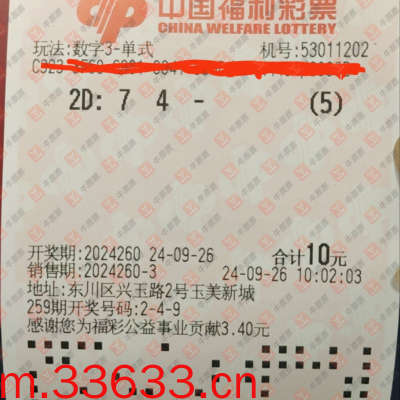 中国福利彩票
CHINA WELFARE LOTTERY
玩法:数字3-单式 机号:53011202
2D: 7 4 - (5)
开奖期:2024260 24-09-26 合计10元
销售期:2024260-3 24-09-26 10:02:03
地址:东川区兴玉路2号玉美新城
259期开奖号码:2-4-9
感谢您为福彩公益事业贡献3.40元
m.33633.cn